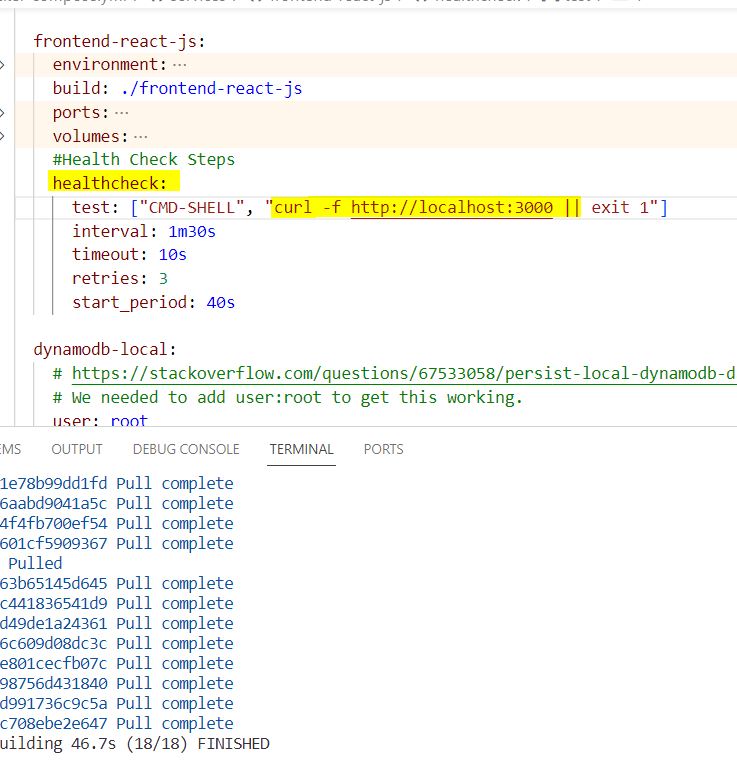 frontend-react-js:
environment: ...
build: ./frontend-react-js
ports: ...
volumes: ...
#Health Check Steps
healthcheck:
test: ["CMD-SHELL", "curl -f http://localhost:3000 || exit 1"]
interval: 1m30s
timeout: 10s
retries: 3
start_period: 40s
dynamodb-local:
# https://stackoverflow.com/questions/67533058/persist-local-dynamodb-d
# We needed to add user:root to get this working.
user: root
EMS OUTPUT DEBUG CONSOLE TERMINAL PORTS
1e78b99dd1fd Pull complete
6aabd9041a5c Pull complete
4f4fb700ef54 Pull complete
601cf5909367 Pull complete
Pulled
63b65145d645 Pull complete
c441836541d9 Pull complete
d49de1a24361 Pull complete
6c609d08dc3c Pull complete
e801cecfb07c Pull complete
98756d431840 Pull complete
d991736c9c5a Pull complete
c708ebe2e647 Pull complete
uilding 46.7s (18/18) FINISHED